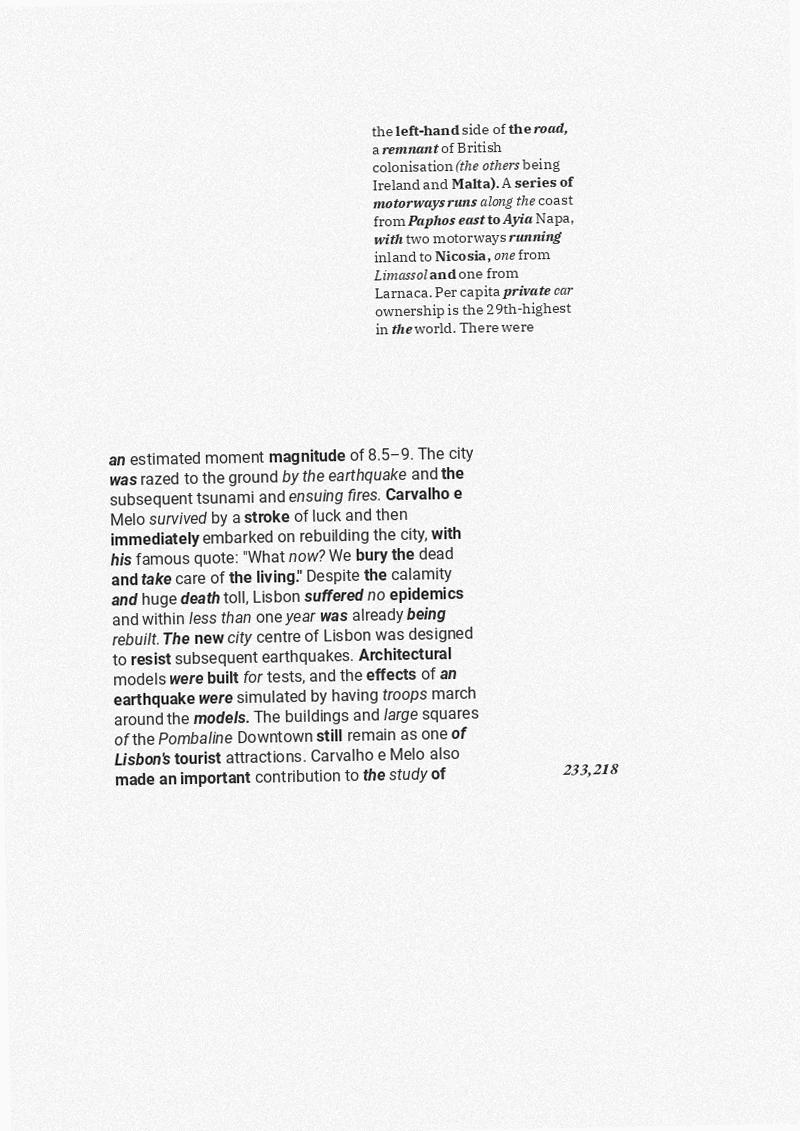 the left-hand side of the road,
a remnant of British
colonisation (the others being
Ireland and Malta). A series of
motorways runs along the coast
from Paphos east to Ayia Napa,
with two motorways running
inland to Nicosia, one from
Limassol and one from
Larnaca. Per capita private car
ownership is the 29th-highest
in the world. There were
an estimated moment magnitude of 8.5–9. The city
was razed to the ground by the earthquake and the
subsequent tsunami and ensuing fires. Carvalho e
Melo survived by a stroke of luck and then
immediately embarked on rebuilding the city, with
his famous quote: "What now? We bury the dead
and take care of the living." Despite the calamity
and huge death toll, Lisbon suffered no epidemics
and within less than one year was already being
rebuilt. The new city centre of Lisbon was designed
to resist subsequent earthquakes. Architectural
models were built for tests, and the effects of an
earthquake were simulated by having troops march
around the models. The buildings and large squares
of the Pombaline Downtown still remain as one of
Lisbon's tourist attractions. Carvalho e Melo also
made an important contribution to the study of
233,218